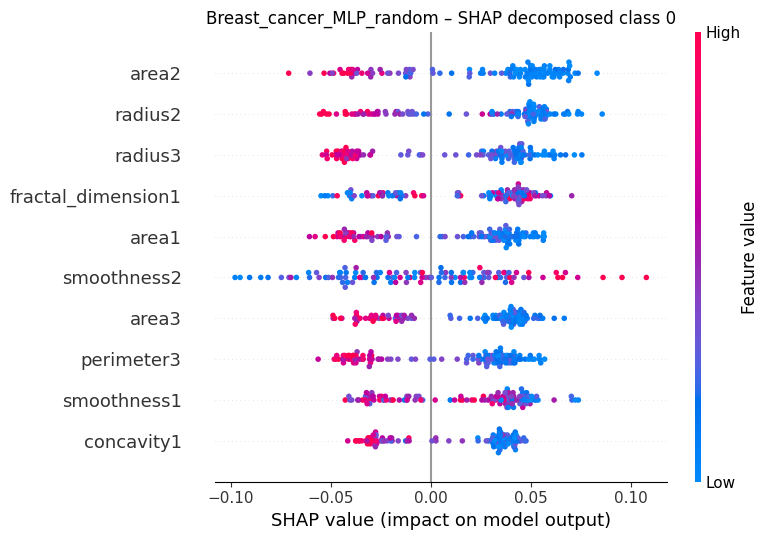 Breast_cancer_MLP_random – SHAP decomposed class 0
High
area2
radius2
radius3
fractal_dimension1
area1
smoothness2
area3
perimeter3
smoothness1
concavity1
Feature value
Low
−0.10 −0.05 0.00 0.05 0.10
SHAP value (impact on model output)